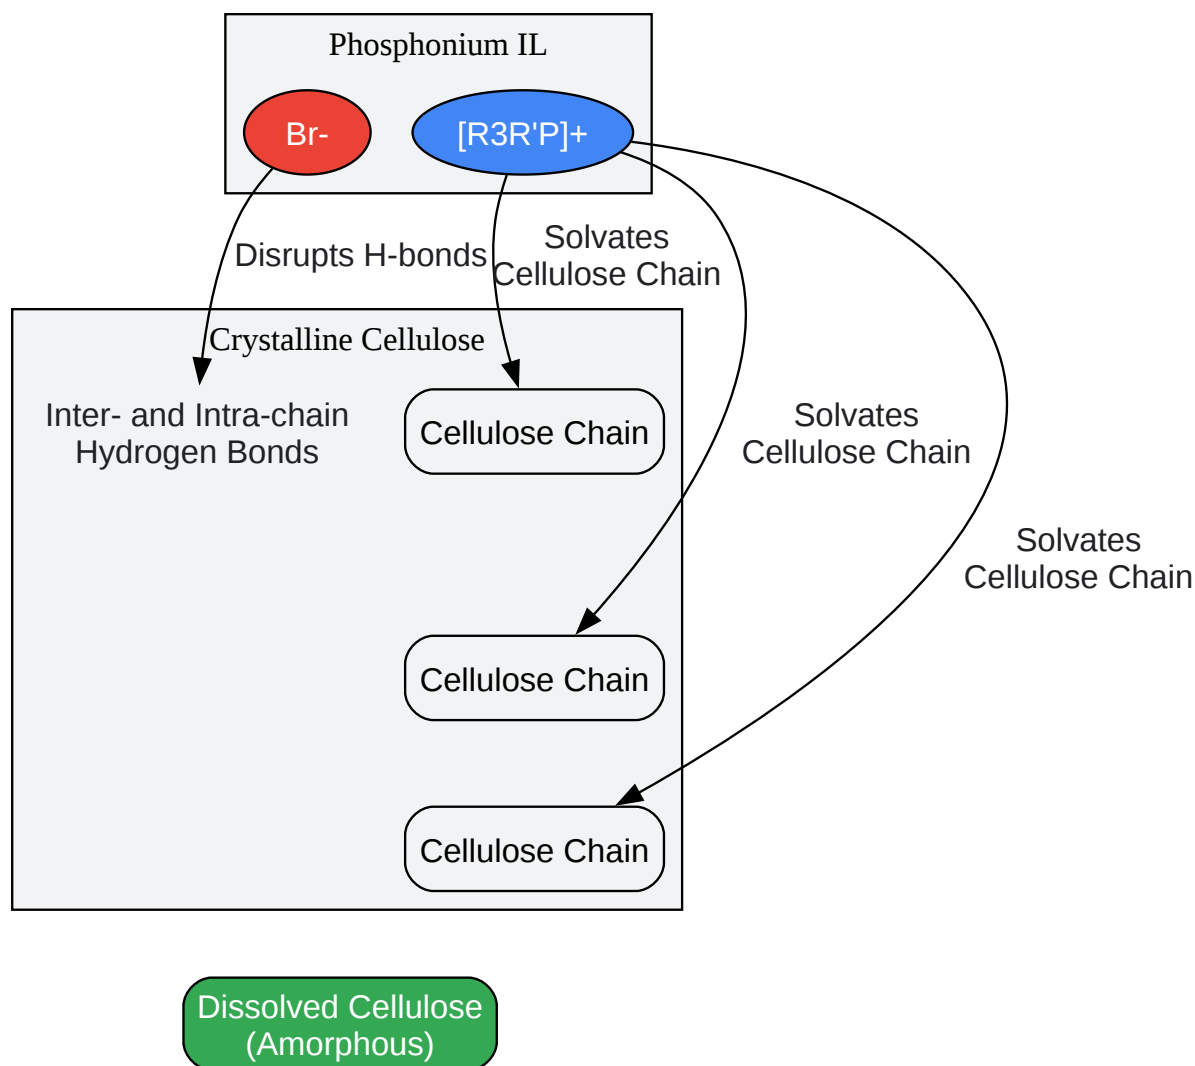 Phosphonium IL
Br-
[R3R'P]+
Disrupts H-bonds
Solvates
Cellulose Chain
Crystalline Cellulose
Inter- and Intra-chain
Hydrogen Bonds
Cellulose Chain
Solvates
Cellulose Chain
Solvates
Cellulose Chain
Cellulose Chain
Cellulose Chain
Dissolved Cellulose
(Amorphous)